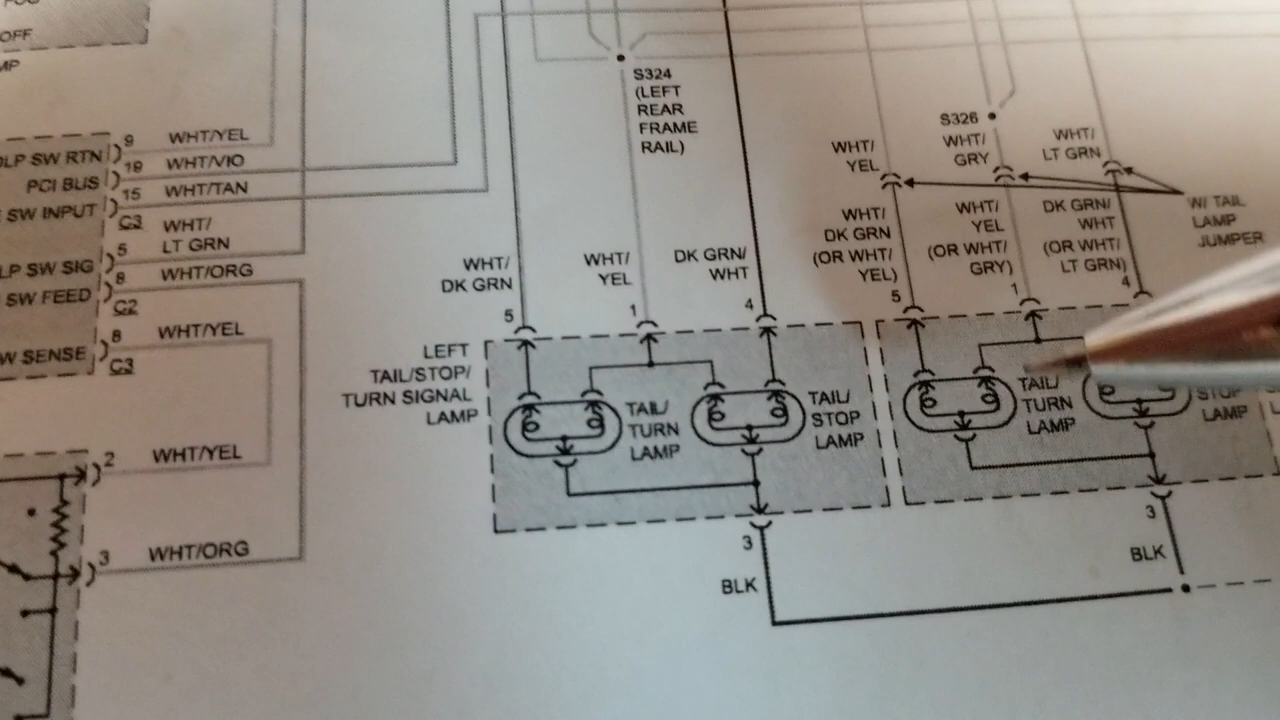 OFF
S324
(LEFT
REAR
FRAME
RAIL)
S326
9 WHT/YEL
SW RTN
19 WHT/VIO
PCI BUS
15 WHT/TAN
SW INPUT
C3
WHT/
LT GRN
5
LP SW SIG
8 WHT/ORG
SW FEED
C2
8 WHT/YEL
SENSE
C3
2 WHT/YEL
3 WHT/ORG
WHT/
DK GRN
5
WHT/
YEL
1
DK GRN/
WHT
4
LEFT
TAIL/STOP/
TURN SIGNAL
LAMP
TAIL/
TURN
LAMP
TAIL/
STOP
LAMP
3
BLK
WHT/
YEL
WHT/
GRY
WHT/
LT GRN
W/ TAIL
LAMP
JUMPER
WHT/
DK GRN
(OR WHT/
YEL)
5
WHT/
YEL
(OR WHT/
GRY)
1
DK GRN/
WHT
(OR WHT/
LT GRN)
4
TAIL/
TURN
LAMP
STOP
LAMP
3
BLK